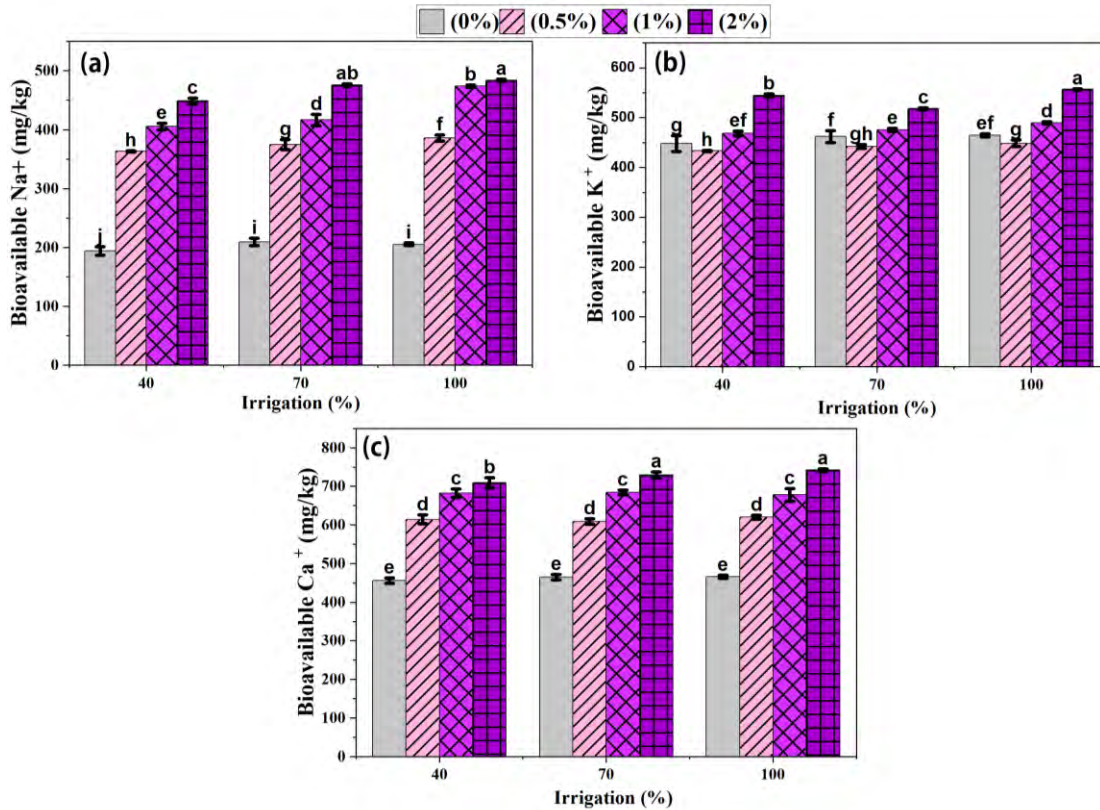 (0%) (0.5%) (1%) (2%)
(a)
Bioavailable Na+ (mg/kg)
500
400
300
200
100
0
j h e c
i g d ab
i f b a
40 70 100
Irrigation (%)
(b)
Bioavailable K⁺ (mg/kg)
600
500
400
300
200
100
0
g h ef b
f gh e c
ef g d a
40 70 100
Irrigation (%)
(c)
Bioavailable Ca ⁺ (mg/kg)
800
700
600
500
400
300
200
100
0
e d c b
e d c a
e d c a
40 70 100
Irrigation (%)